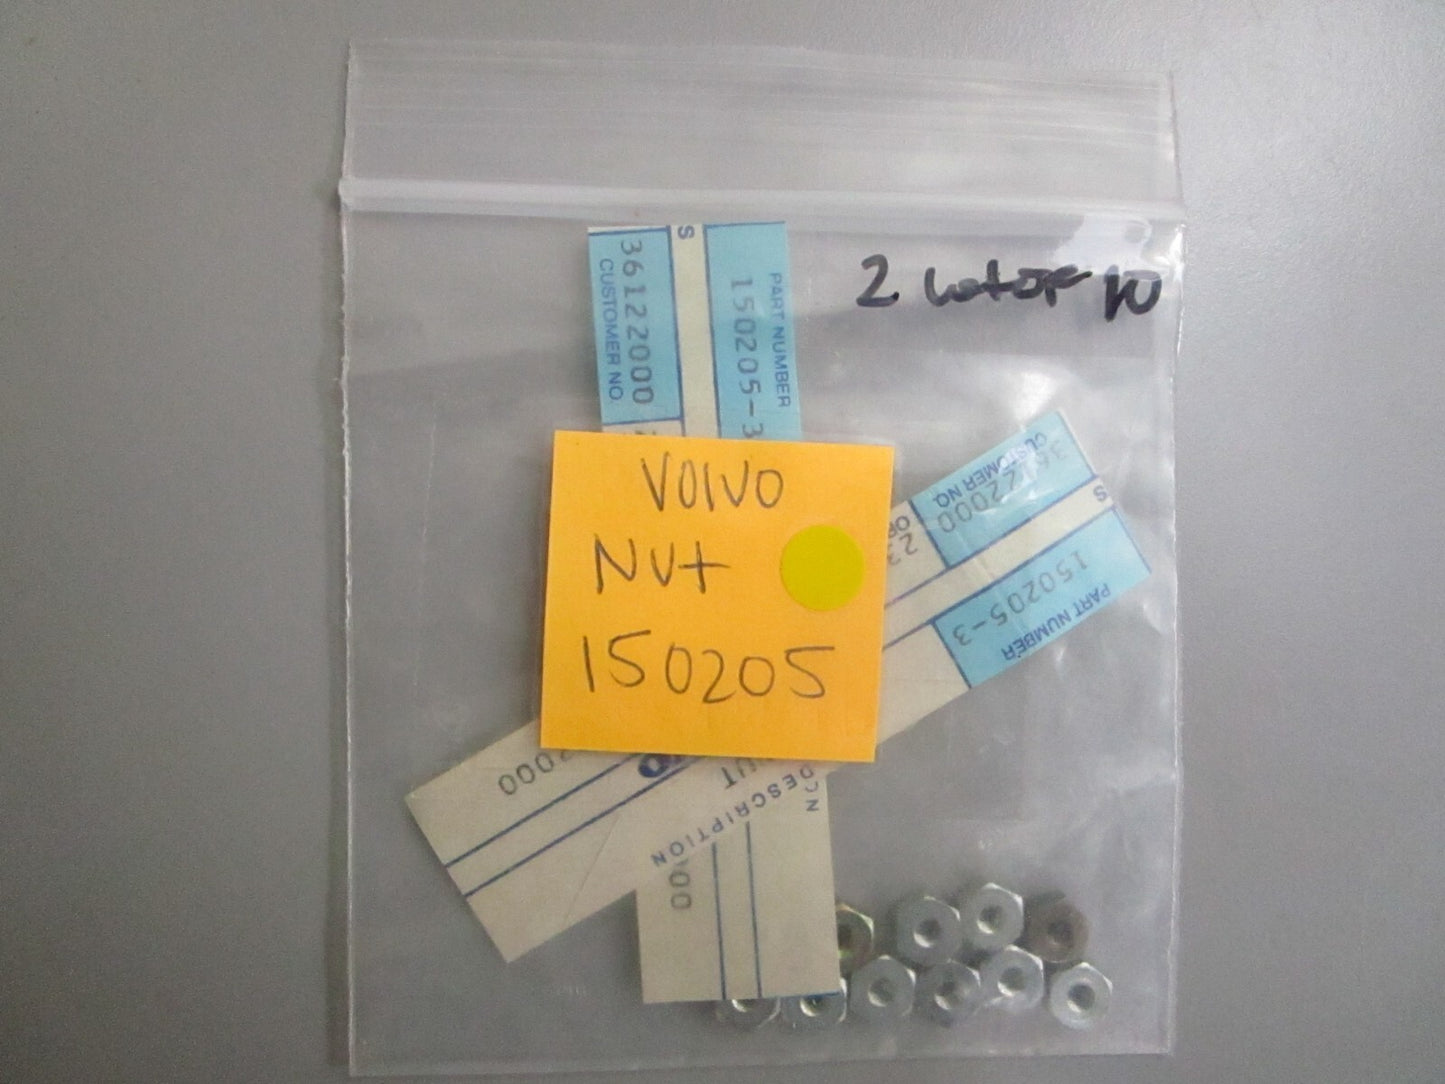 2 Lot of 10
36122000
CUSTOMER NO.
S
150205-3
PART NUMBER
VOLVO
NUT
150205
36122000
CUSTOMER NO.
S
150205-3
PART NUMBER
DESCRIPTION